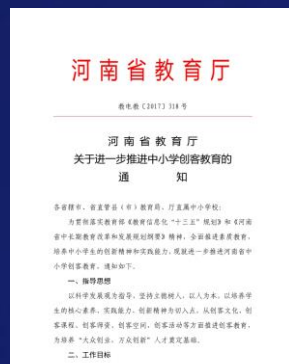 河南省教育厅
教电教〔2017〕318 号
河南省教育厅
关于进一步推进中小学创客教育的
通 知
各省辖市、省直管县（市）教育局，厅直属中小学校：
为贯彻落实教育部《教育信息化“十三五”规划》和《河南
省中长期教育改革和发展规划纲要》精神，全面推进素质教育，
培养中小学生的创新精神和实践能力，现就进一步推进河南省中
小学创客教育，通知如下。
一、指导思想
以科学发展观为指导，坚持立德树人，以人为本，以培养学
生的核心素养、实践能力、创新精神为切入点，从创客文化、创
客课程、创客师资、创客空间、创客活动等方面推进创客教育，
为培养“大众创业、万众创新”人才奠定基础。
二、工作目标